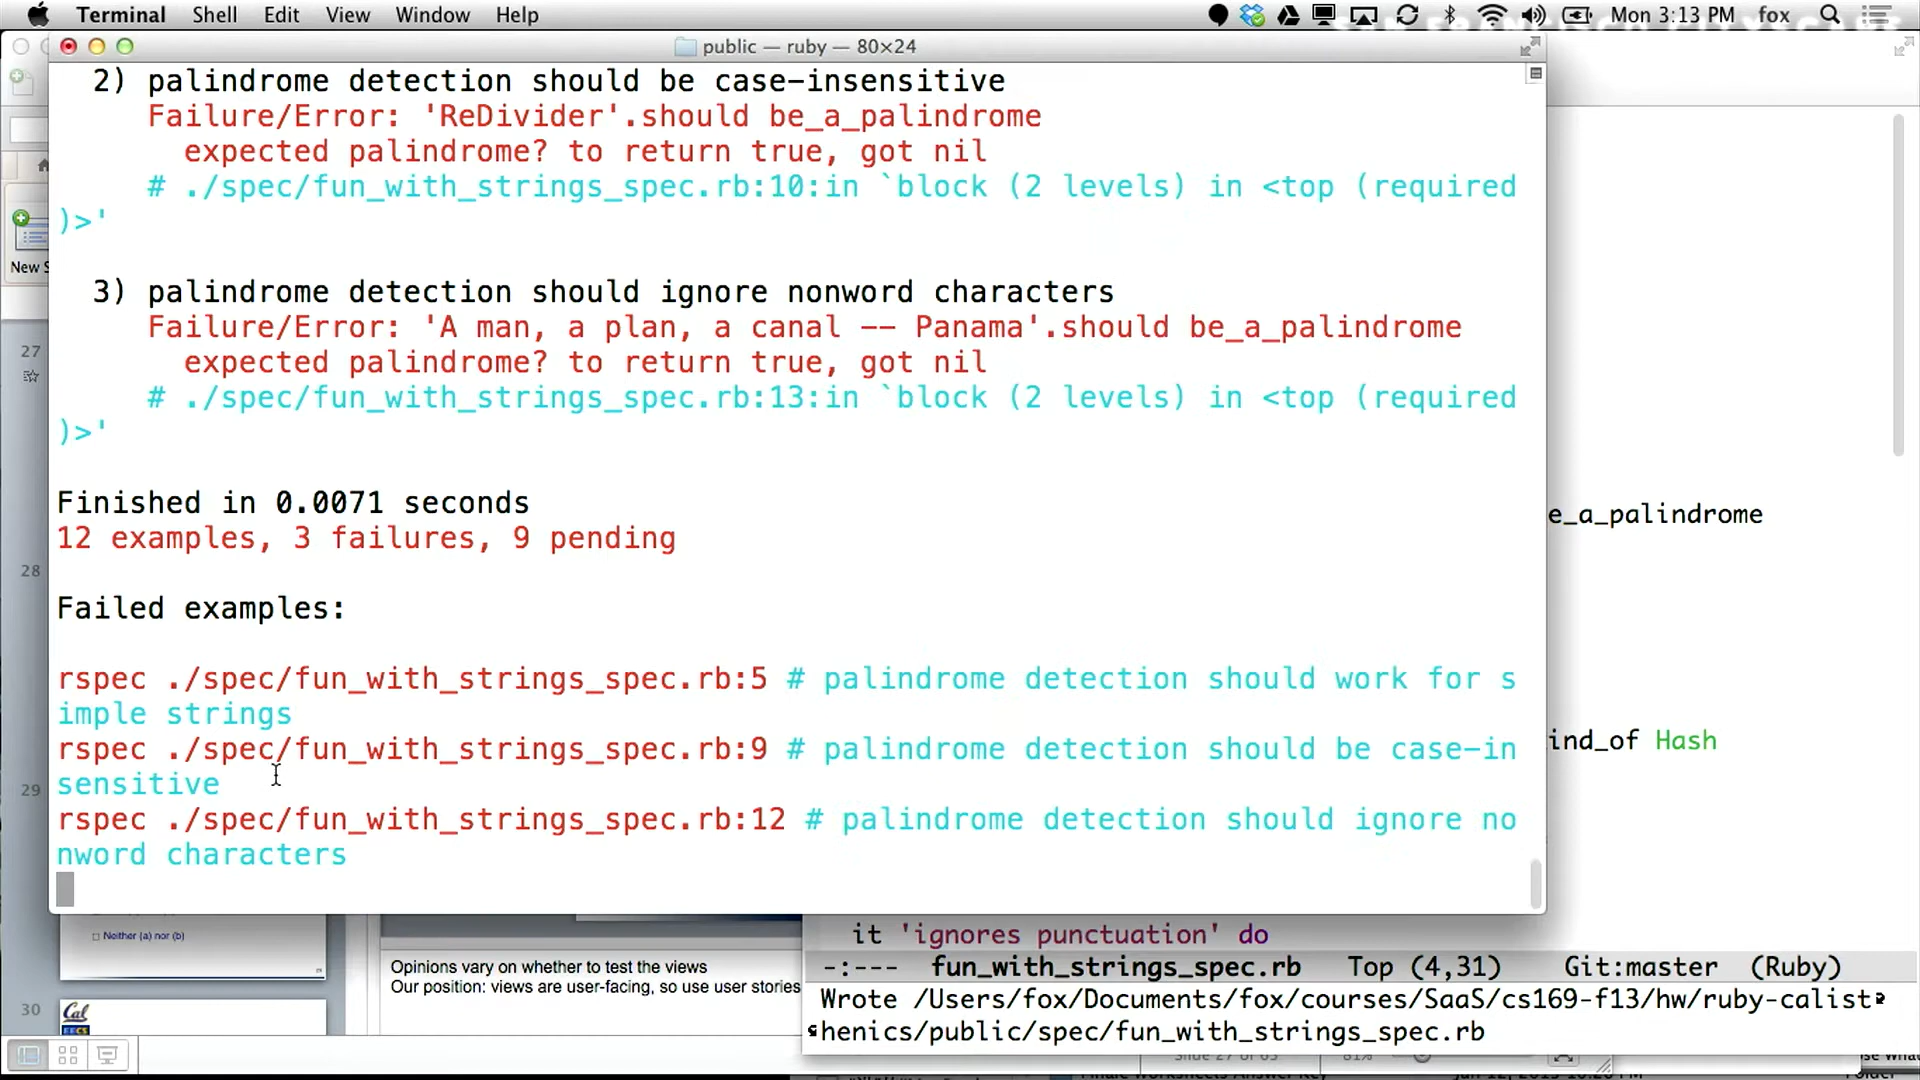 Terminal Shell Edit View Window Help Mon 3:13 PM fox
public — ruby — 80×24
2) palindrome detection should be case-insensitive
Failure/Error: 'ReDivider'.should be_a_palindrome
expected palindrome? to return true, got nil
# ./spec/fun_with_strings_spec.rb:10:in `block (2 levels) in <top (required
)>'
New S
3) palindrome detection should ignore nonword characters
Failure/Error: 'A man, a plan, a canal -- Panama'.should be_a_palindrome
expected palindrome? to return true, got nil
# ./spec/fun_with_strings_spec.rb:13:in `block (2 levels) in <top (required
)>'
27
Finished in 0.0071 seconds
12 examples, 3 failures, 9 pending
e_a_palindrome
28
Failed examples:
rspec ./spec/fun_with_strings_spec.rb:5 # palindrome detection should work for s
imple strings
rspec ./spec/fun_with_strings_spec.rb:9 # palindrome detection should be case-in
sensitive
rspec ./spec/fun_with_strings_spec.rb:12 # palindrome detection should ignore no
nword characters
ind_of Hash
29
Neither (a) nor (b)
30
Cal
EECS
Opinions vary on whether to test the views
Our position: views are user-facing, so use user stories
it 'ignores punctuation' do
-:--- fun_with_strings_spec.rb Top (4,31) Git:master (Ruby)
Wrote /Users/fox/Documents/fox/courses/SaaS/cs169-f13/hw/ruby-calist
henics/public/spec/fun_with_strings_spec.rb